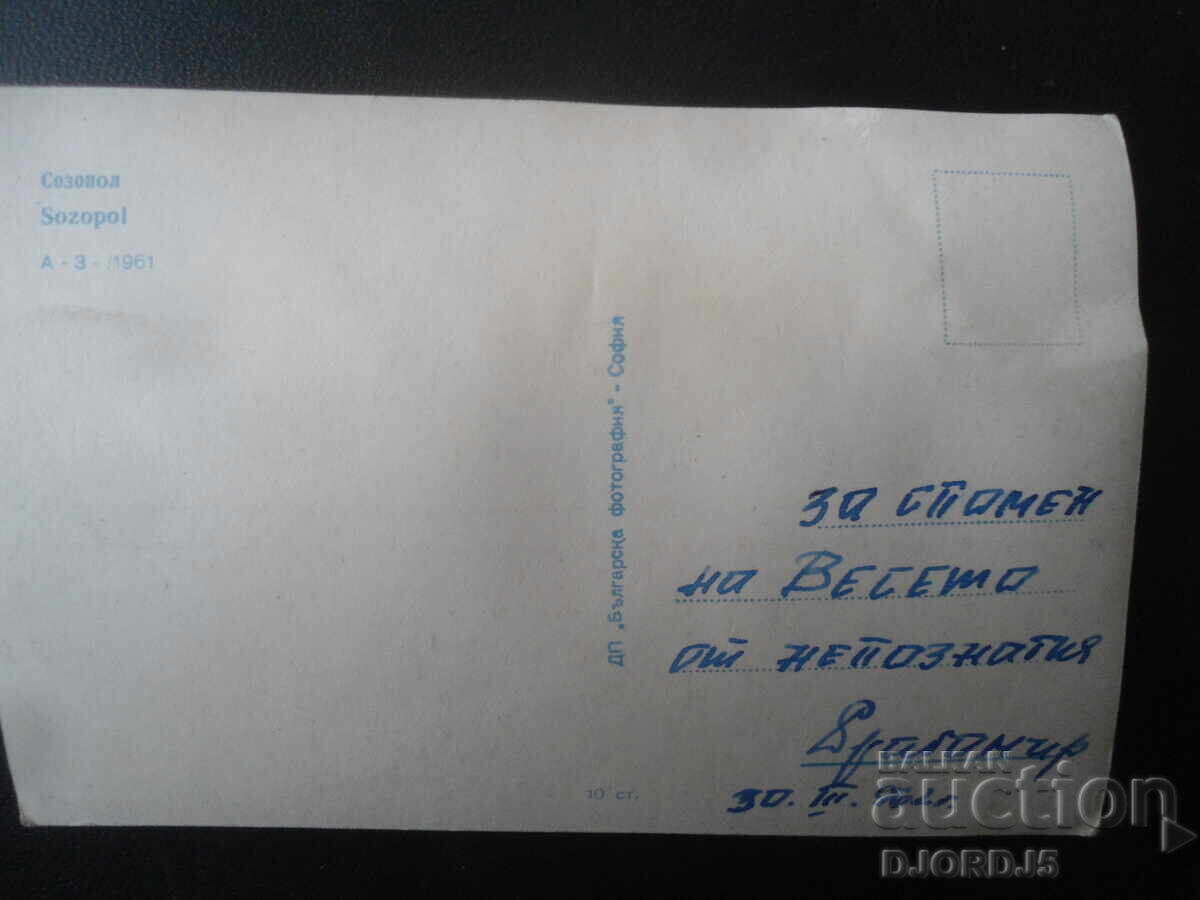 Созопол
Sozopol
А - 3 - /1961
ДП „Българска фотография" - София
за спомен
на Весето
от непознатия
30. III.
10 ст.
BALKAN
auction
DJORDJ5